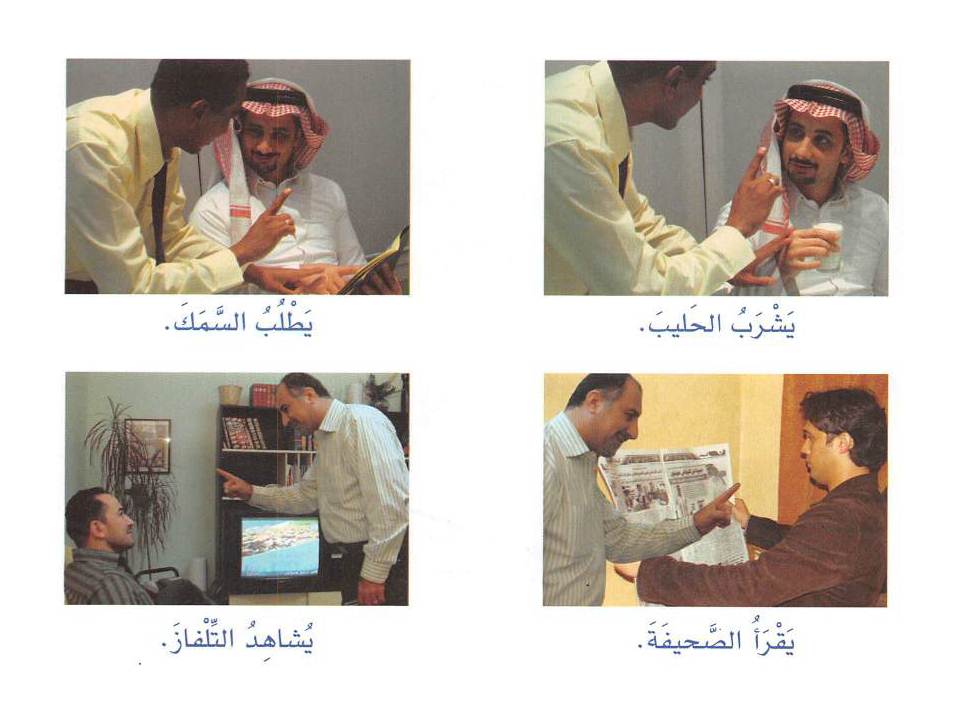 يَشْرَبُ الحَليبَ.
يَطْلُبُ السَّمَكَ.
يَقْرَأُ الصَّحيفَةَ.
يُشاهِدُ التِّلْفازَ.